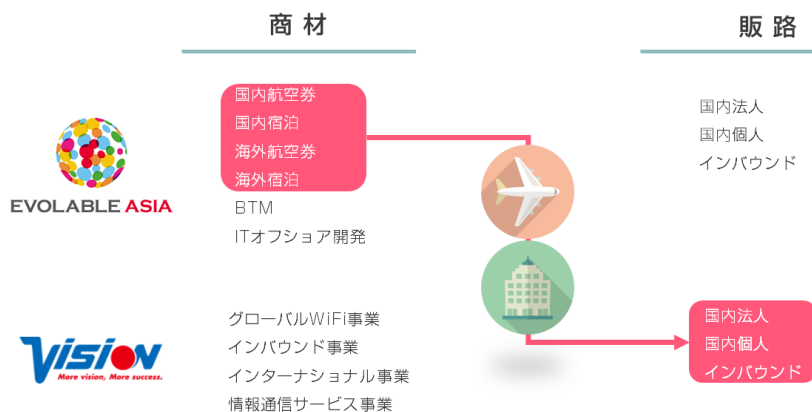 商材
販路
国内航空券
国内宿泊
海外航空券
海外宿泊
BTM
ITオフショア開発
EVOLABLE ASIA
国内法人
国内個人
インバウンド
グローバルWiFi事業
インバウンド事業
インターナショナル事業
情報通信サービス事業
VISION
More vision, More success.
国内法人
国内個人
インバウンド